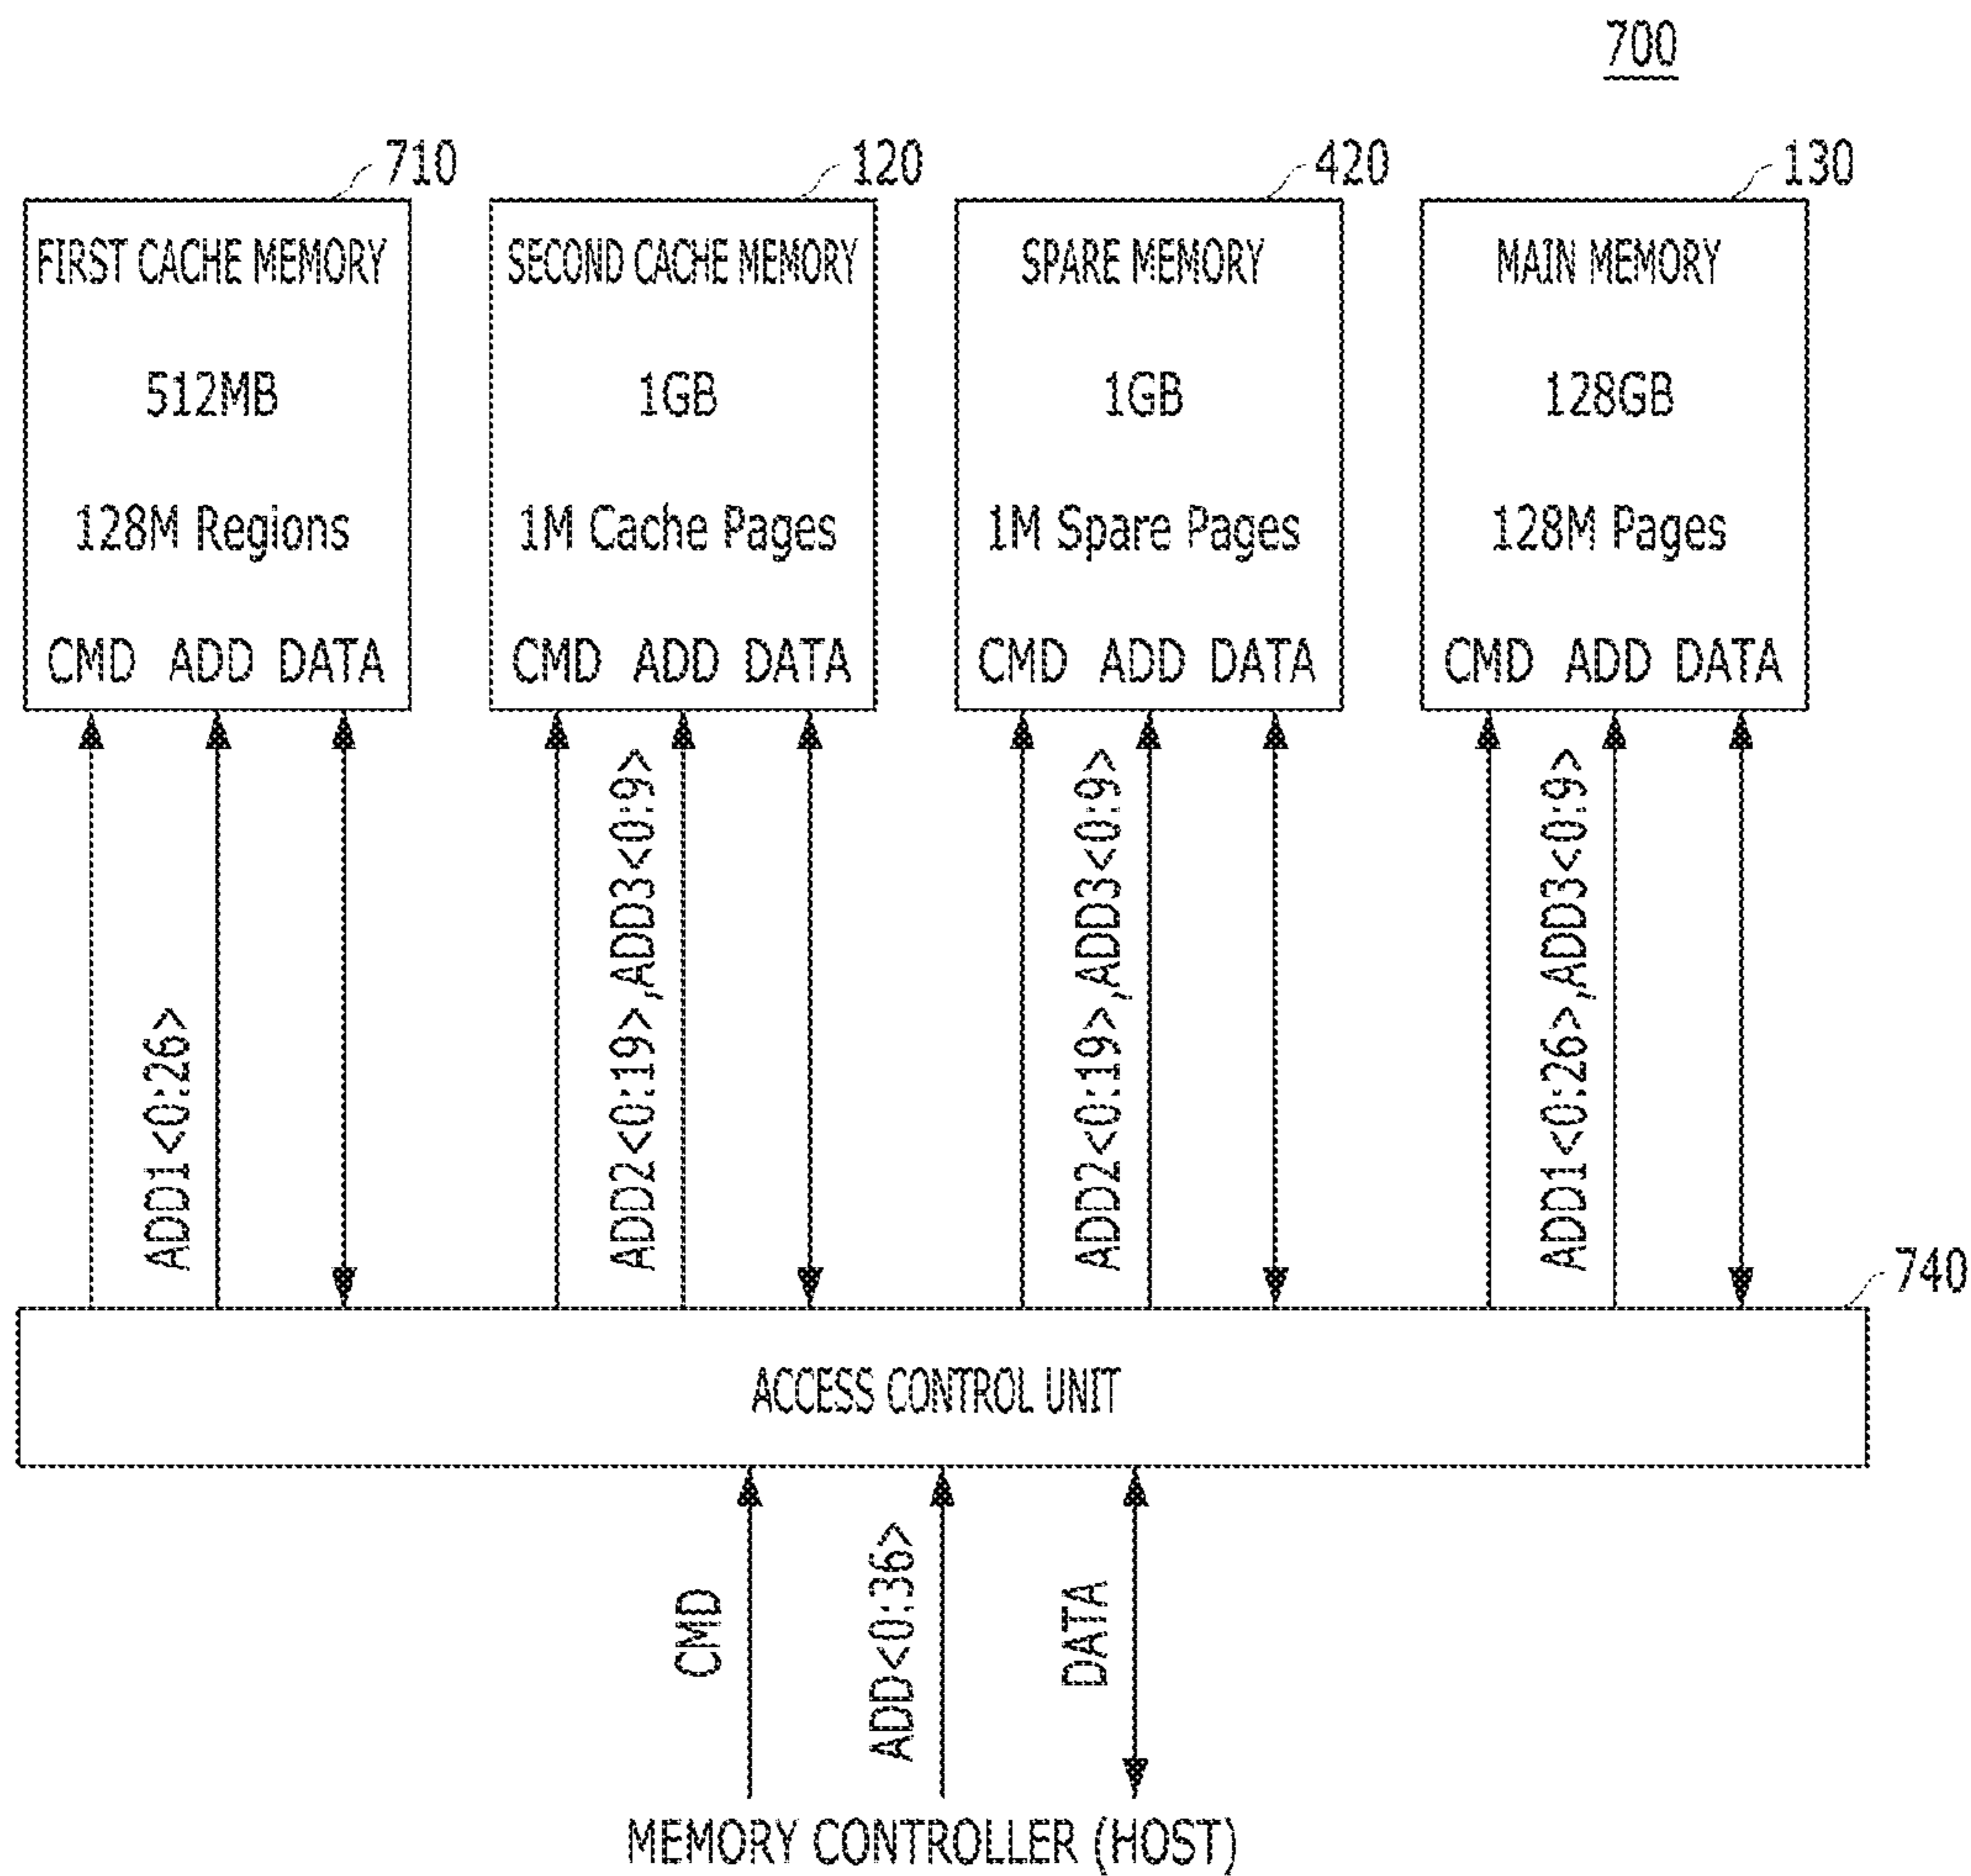 700
710
120
420
130
FIRST CACHE MEMORY
512MB
128M Regions
CMD ADD DATA
SECOND CACHE MEMORY
1GB
1M Cache Pages
CMD ADD DATA
SPARE MEMORY
1GB
1M Spare Pages
CMD ADD DATA
MAIN MEMORY
128GB
128M Pages
CMD ADD DATA
ADD1<0:26>
ADD2<0:19>,ADD3<0:9>
ADD2<0:19>,ADD3<0:9>
ADD1<0:26>,ADD3<0:9>
740
ACCESS CONTROL UNIT
CMD
ADD<0:36>
DATA
MEMORY CONTROLLER (HOST)